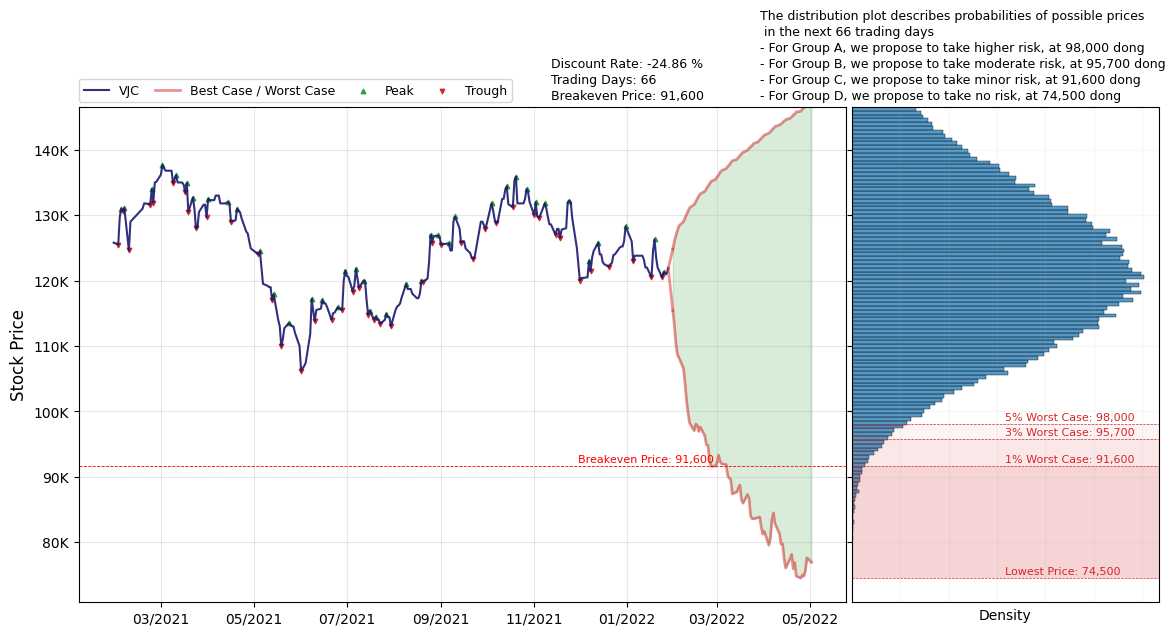 The distribution plot describes probabilities of possible prices
in the next 66 trading days
- For Group A, we propose to take higher risk, at 98,000 dong
- For Group B, we propose to take moderate risk, at 95,700 dong
- For Group C, we propose to take minor risk, at 91,600 dong
- For Group D, we propose to take no risk, at 74,500 dong
Discount Rate: -24.86 %
Trading Days: 66
Breakeven Price: 91,600
VJC
Best Case / Worst Case
Peak
Trough
Stock Price
140K
130K
120K
110K
100K
90K
80K
Breakeven Price: 91,600
03/2021
05/2021
07/2021
09/2021
11/2021
01/2022
03/2022
05/2022
5% Worst Case: 98,000
3% Worst Case: 95,700
1% Worst Case: 91,600
Lowest Price: 74,500
Density